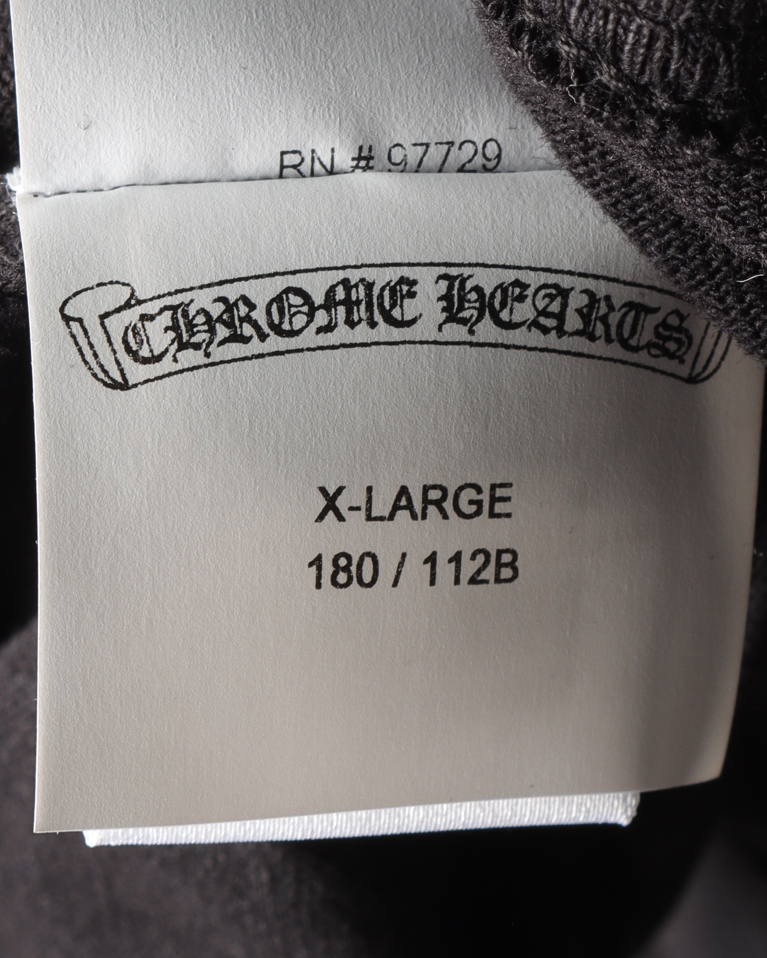 RN # 97729
CHROME HEARTS
X-LARGE
180 / 112B